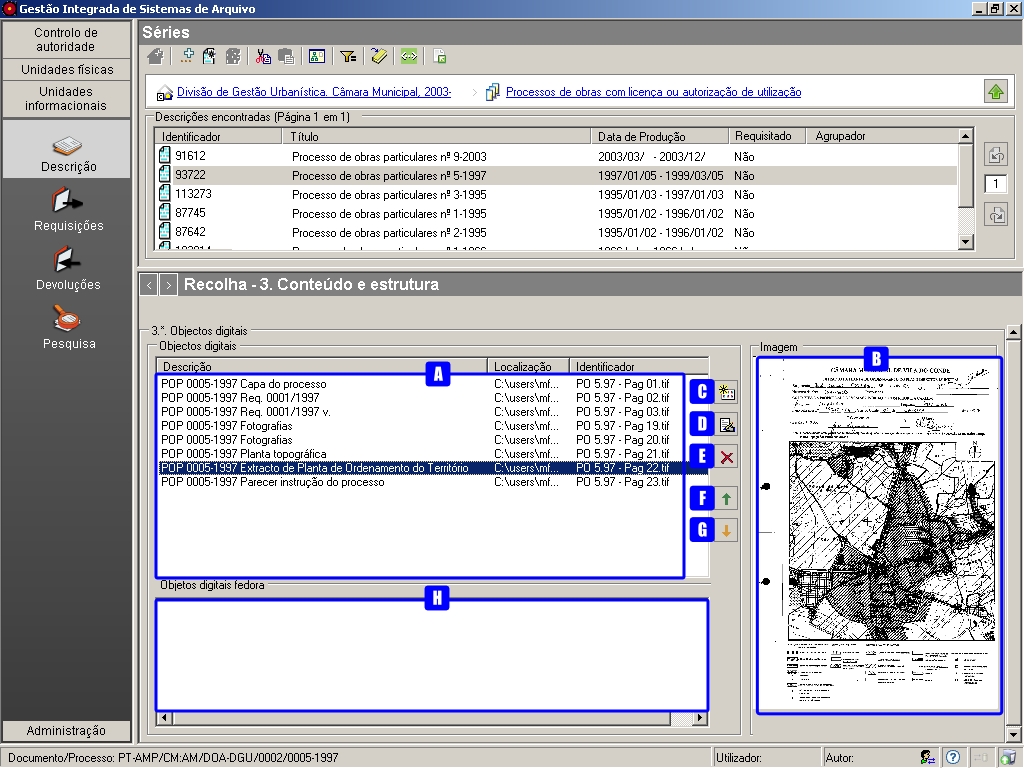 Gestão Integrada de Sistemas de Arquivo
Controlo de
autoridade
Unidades físicas
Unidades
informacionais
Descrição
Requisições
Devoluções
Pesquisa
Administração
Séries
Divisão de Gestão Urbanística. Câmara Municipal, 2003-
Processos de obras com licença ou autorização de utilização
Descrições encontradas (Página 1 em 1)
Identificador Título Data de Produção Requisitado Agrupador
91612 Processo de obras particulares nº 9-2003 2003/03/ - 2003/12/ Não
93722 Processo de obras particulares nº 5-1997 1997/01/05 - 1999/03/05 Não
113273 Processo de obras particulares nº 3-1995 1995/01/03 - 1997/01/03 Não
87745 Processo de obras particulares nº 1-1995 1995/01/02 - 1996/01/02 Não
87642 Processo de obras particulares nº 2-1995 1995/01/02 - 1996/01/02 Não
1
< > Recolha - 3. Conteúdo e estrutura
3.*. Objectos digitais
Objectos digitais
Descrição Localização Identificador
A
POP 0005-1997 Capa do processo C:\users\mf... PO 5.97 - Pag 01.tif
POP 0005-1997 Req. 0001/1997 C:\users\mf... PO 5.97 - Pag 02.tif
POP 0005-1997 Req. 0001/1997 v. C:\users\mf... PO 5.97 - Pag 03.tif
POP 0005-1997 Fotografias C:\users\mf... PO 5.97 - Pag 19.tif
POP 0005-1997 Fotografias C:\users\mf... PO 5.97 - Pag 20.tif
POP 0005-1997 Planta topográfica C:\users\mf... PO 5.97 - Pag 21.tif
POP 0005-1997 Extracto de Planta de Ordenamento do Território C:\users\mf... PO 5.97 - Pag 22.tif
POP 0005-1997 Parecer instrução do processo C:\users\mf... PO 5.97 - Pag 23.tif
C
D
E
F
G
Objetos digitais fedora
H
Imagem
B
CÂMARA MUNICIPAL DE VILA DO CONDE
Documento/Processo: PT-AMP/CM:AM/DOA-DGU/0002/0005-1997 Utilizador: Autor: